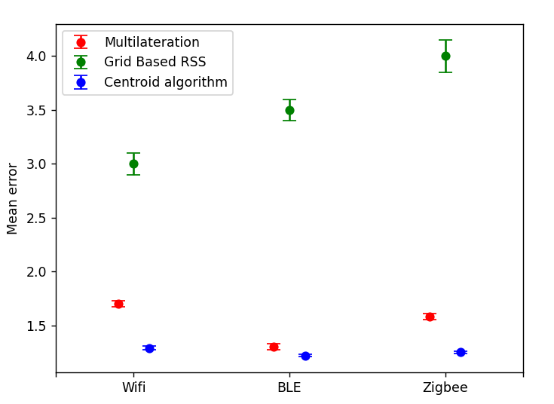 Multilateration
Grid Based RSS
Centroid algorithm
Mean error
4.0
3.5
3.0
2.5
2.0
1.5
Wifi BLE Zigbee